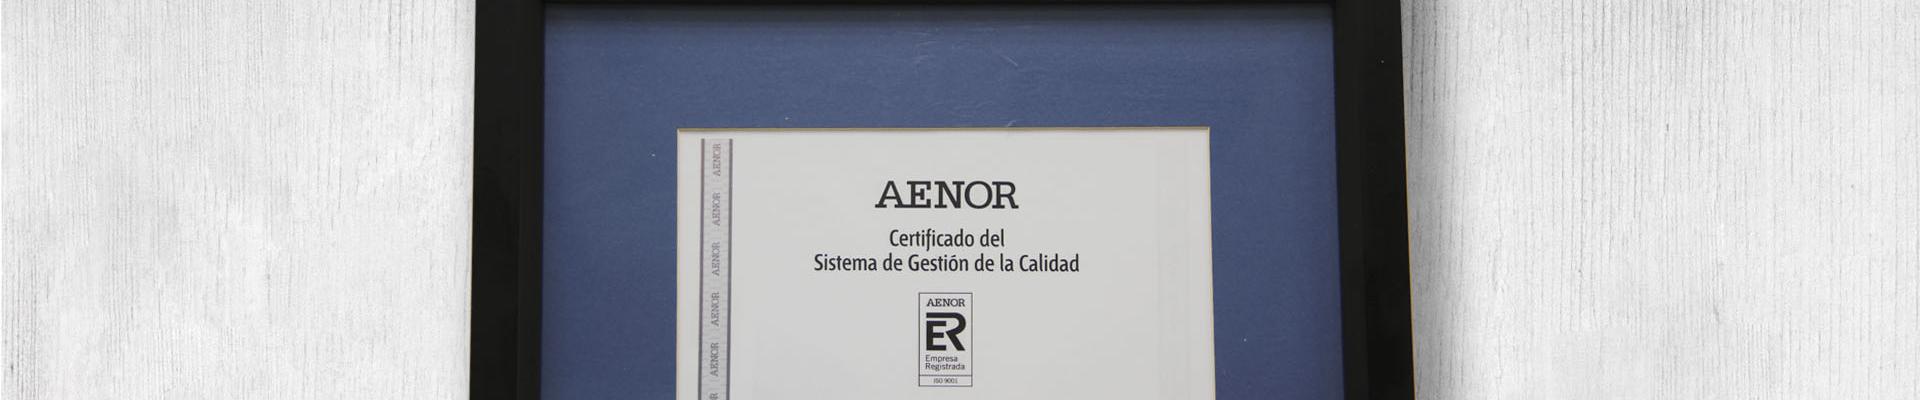 AENOR
Certificado del
Sistema de Gestión de la Calidad
AENOR
ER
Empresa
Registrada
ISO 9001
AENOR
AENOR
AENOR
AENOR
AENOR